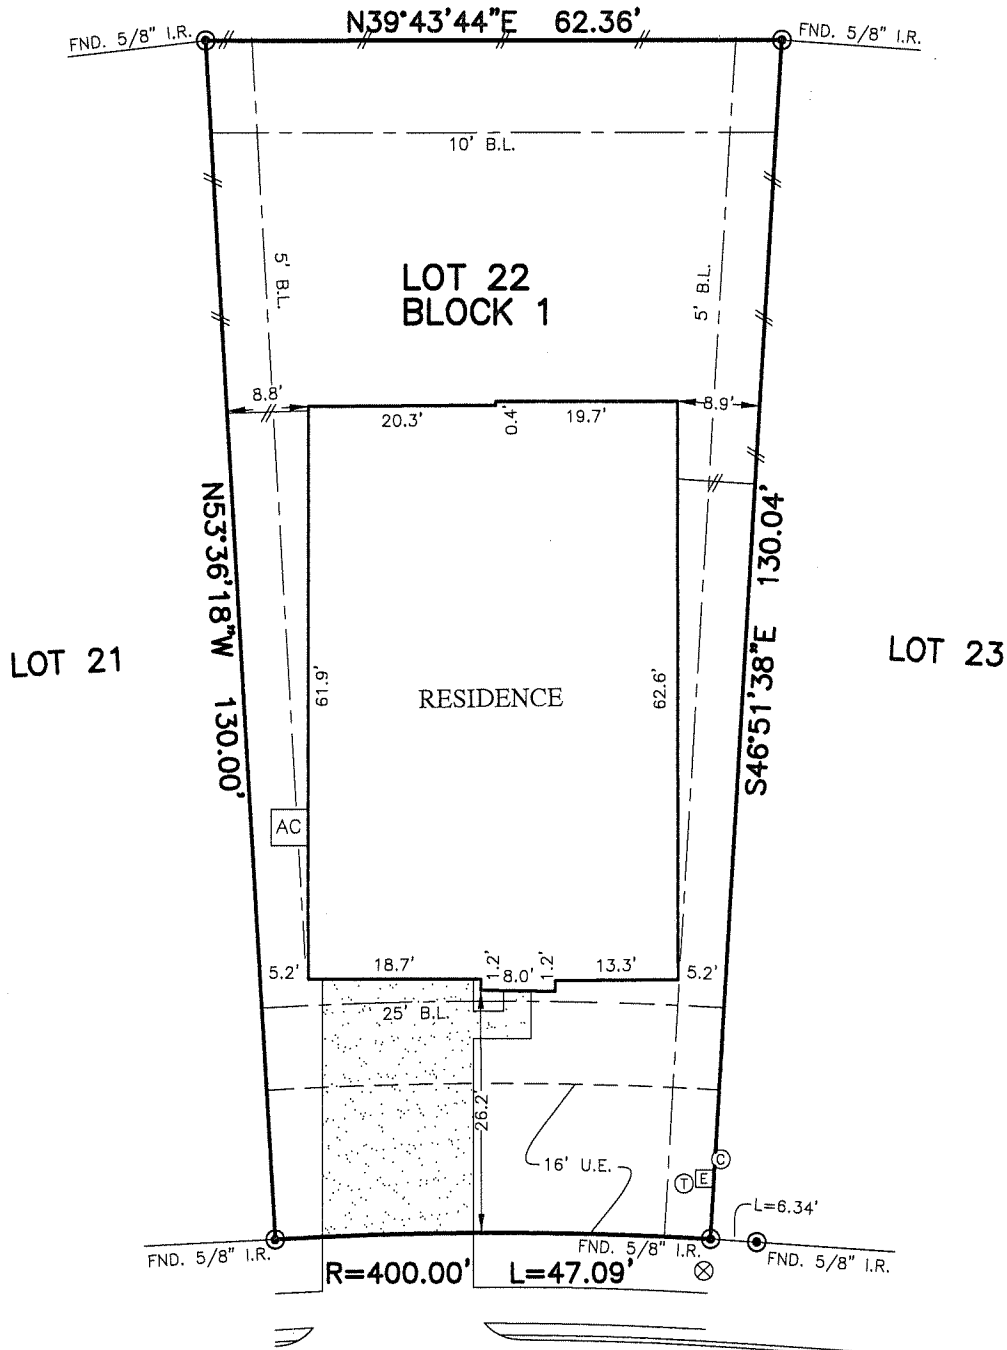 N39°43'44"E 62.36'
FND. 5/8" I.R.
FND. 5/8" I.R.
10' B.L.
5' B.L.
5' B.L.
LOT 22
BLOCK 1
8.8'
20.3'
0.4'
19.7'
8.9'
N53°36'18"W 130.00'
S46°51'38"E 130.04'
LOT 21
LOT 23
61.9'
RESIDENCE
62.6'
AC
5.2'
18.7'
1.2'
8.0'
1.2'
13.3'
5.2'
25' B.L.
26.2'
16' U.E.
C
E
T
L=6.34'
FND. 5/8" I.R.
FND. 5/8" I.R.
FND. 5/8" I.R.
R=400.00' L=47.09'